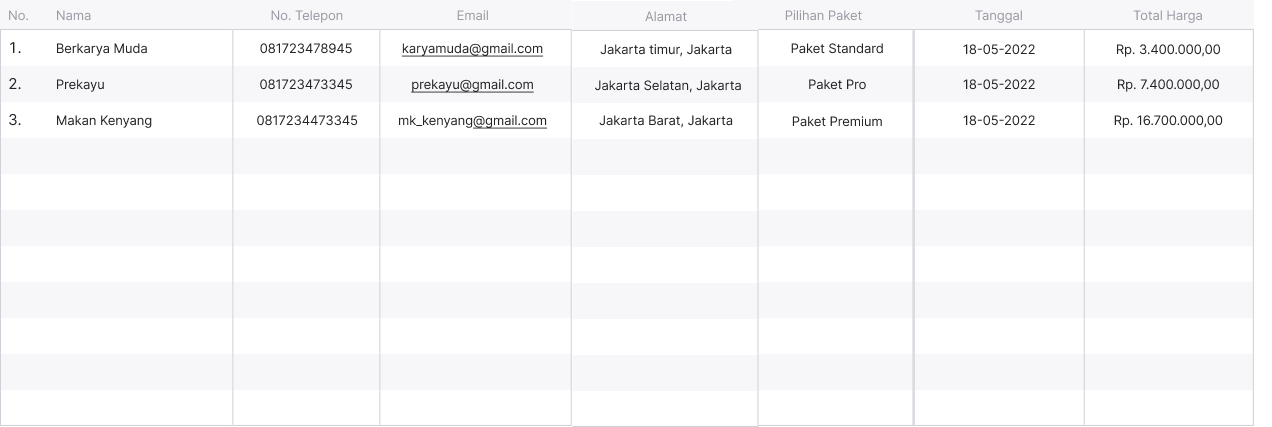 No. Nama No. Telepon Email Alamat Pilihan Paket Tanggal Total Harga
1. Berkarya Muda 081723478945 karyamuda@gmail.com Jakarta timur, Jakarta Paket Standard 18-05-2022 Rp. 3.400.000,00
2. Prekayu 081723473345 prekayu@gmail.com Jakarta Selatan, Jakarta Paket Pro 18-05-2022 Rp. 7.400.000,00
3. Makan Kenyang 0817234473345 mk_kenyang@gmail.com Jakarta Barat, Jakarta Paket Premium 18-05-2022 Rp. 16.700.000,00